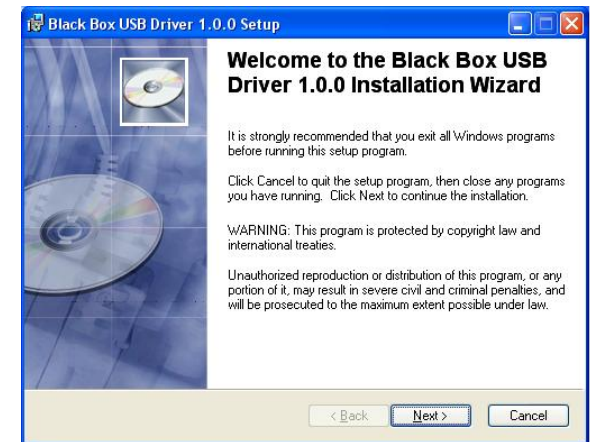 Black Box USB Driver 1.0.0 Setup
Welcome to the Black Box USB
Driver 1.0.0 Installation Wizard
It is strongly recommended that you exit all Windows programs
before running this setup program.
Click Cancel to quit the setup program, then close any programs
you have running. Click Next to continue the installation.
WARNING: This program is protected by copyright law and
international treaties.
Unauthorized reproduction or distribution of this program, or any
portion of it, may result in severe civil and criminal penalties, and
will be prosecuted to the maximum extent possible under law.
< Back Next > Cancel